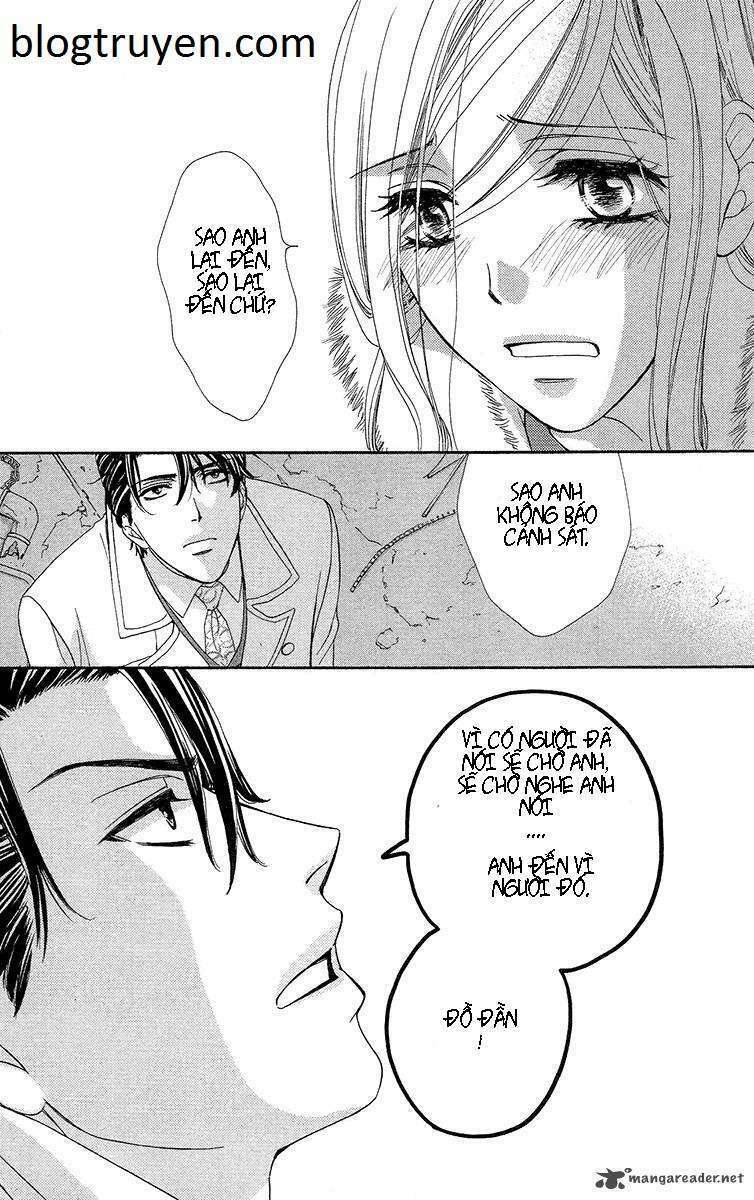 blogtruyen.com
SAO ANH
LẠI ĐẾN,
SAO LẠI
ĐẾN CHỨ?
SAO ANH
KHÔNG BÁO
CẢNH SÁT.
VÌ CÓ NGƯỜI ĐÃ
NÓI SẼ CHỜ ANH,
SẼ CHỜ NGHE ANH
NÓI
....
ANH ĐẾN VÌ
NGƯỜI ĐÓ.
ĐỒ ĐẦN
!
mangareader.net